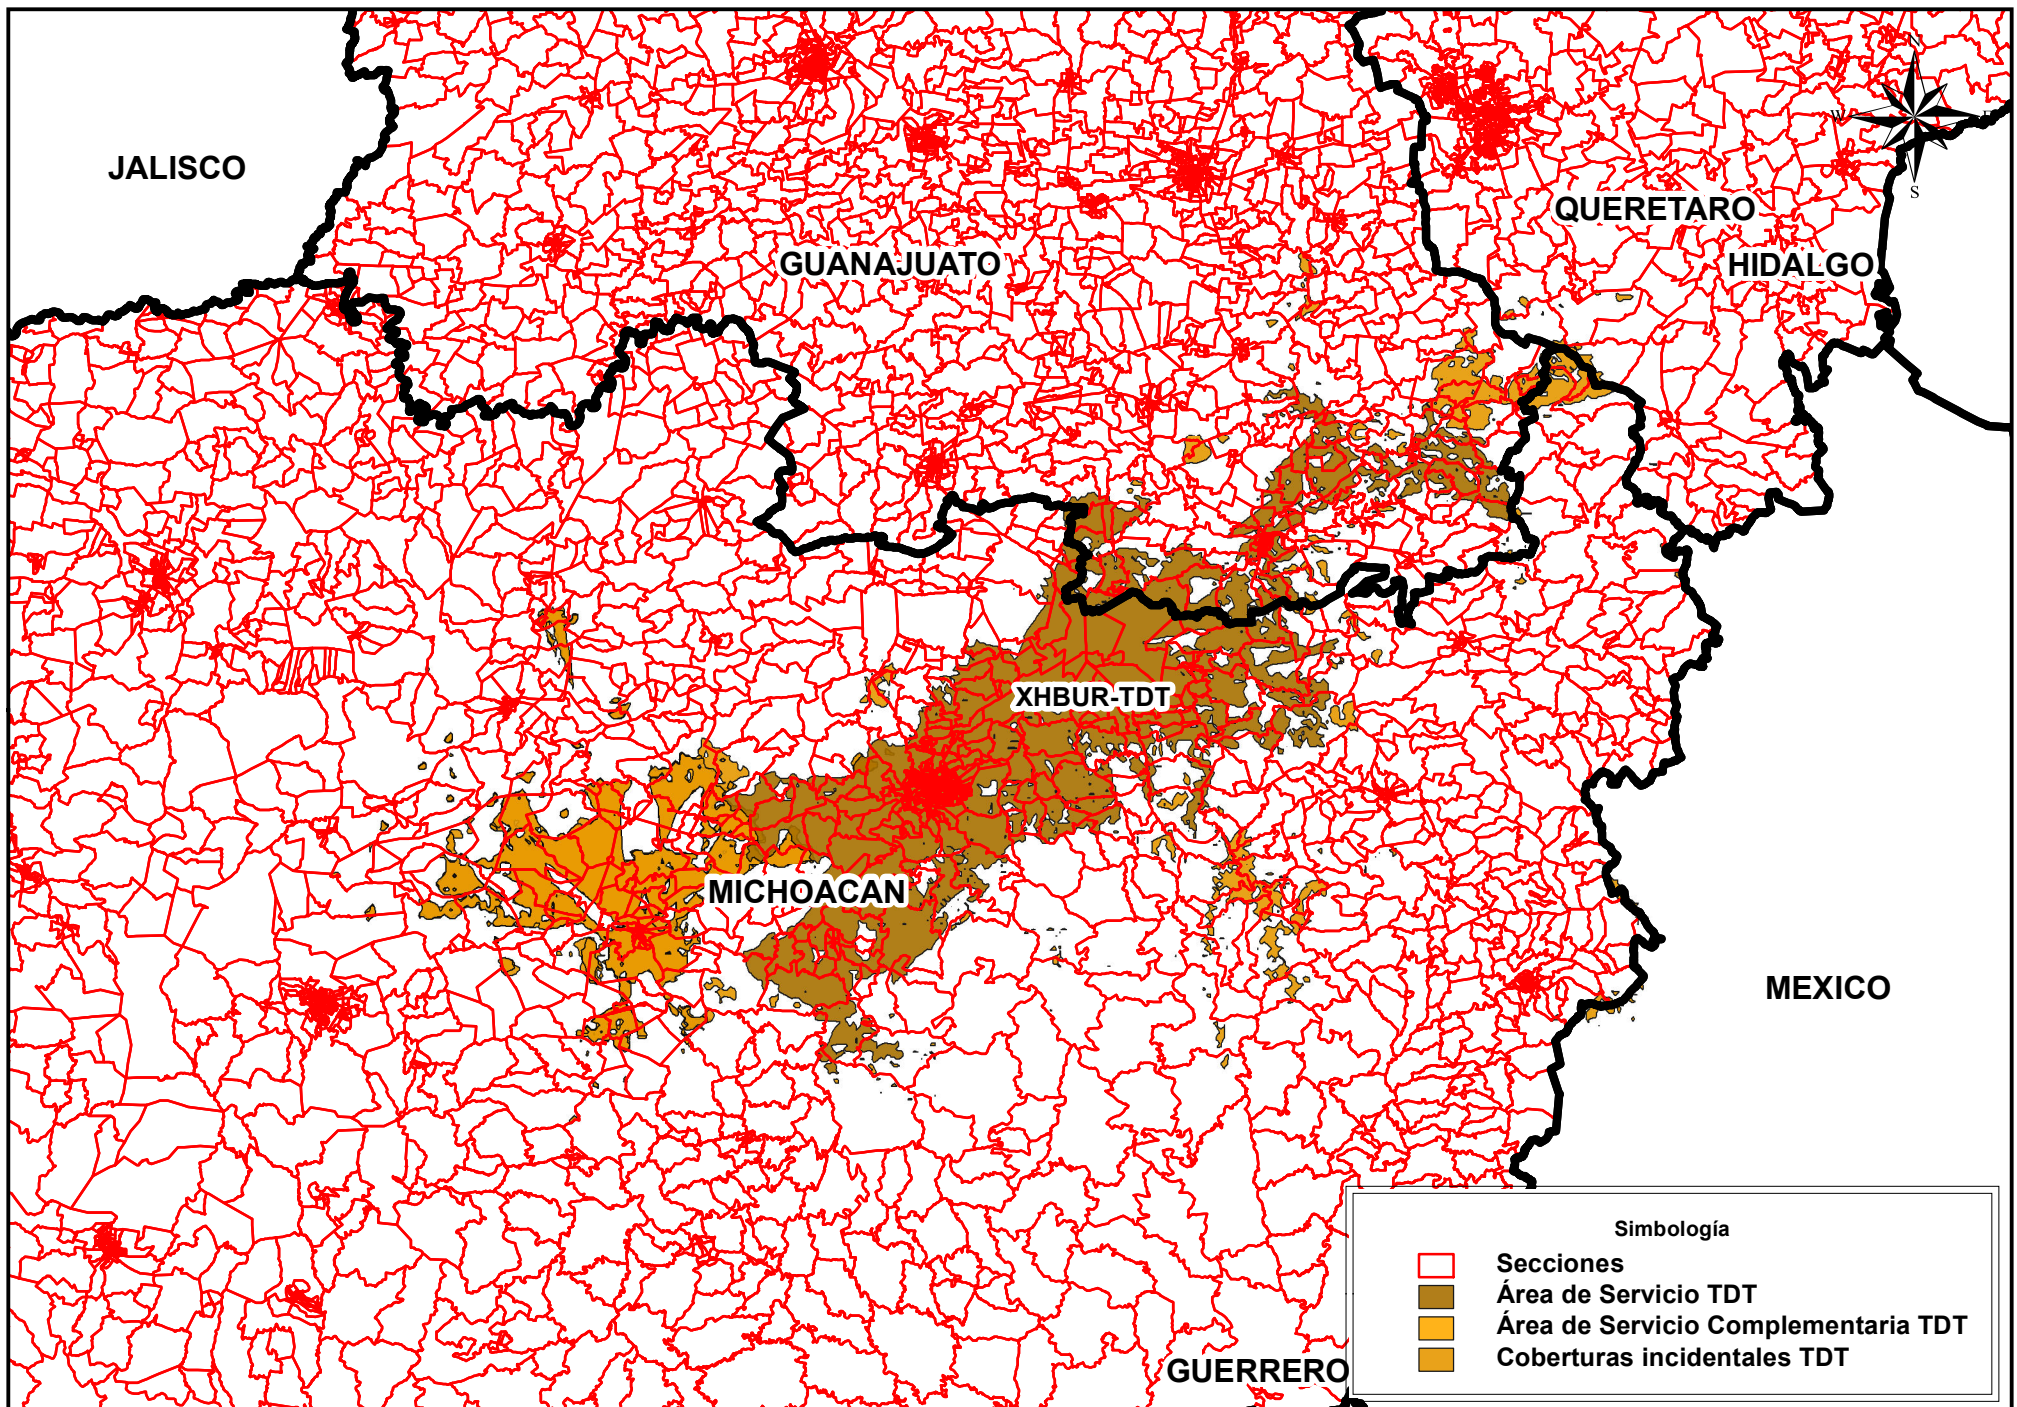 N
W
E
S
JALISCO
QUERETARO
GUANAJUATO
HIDALGO
XHBUR-TDT
MICHOACAN
MEXICO
GUERRERO
Simbología
Secciones
Área de Servicio TDT
Área de Servicio Complementaria TDT
Coberturas incidentales TDT